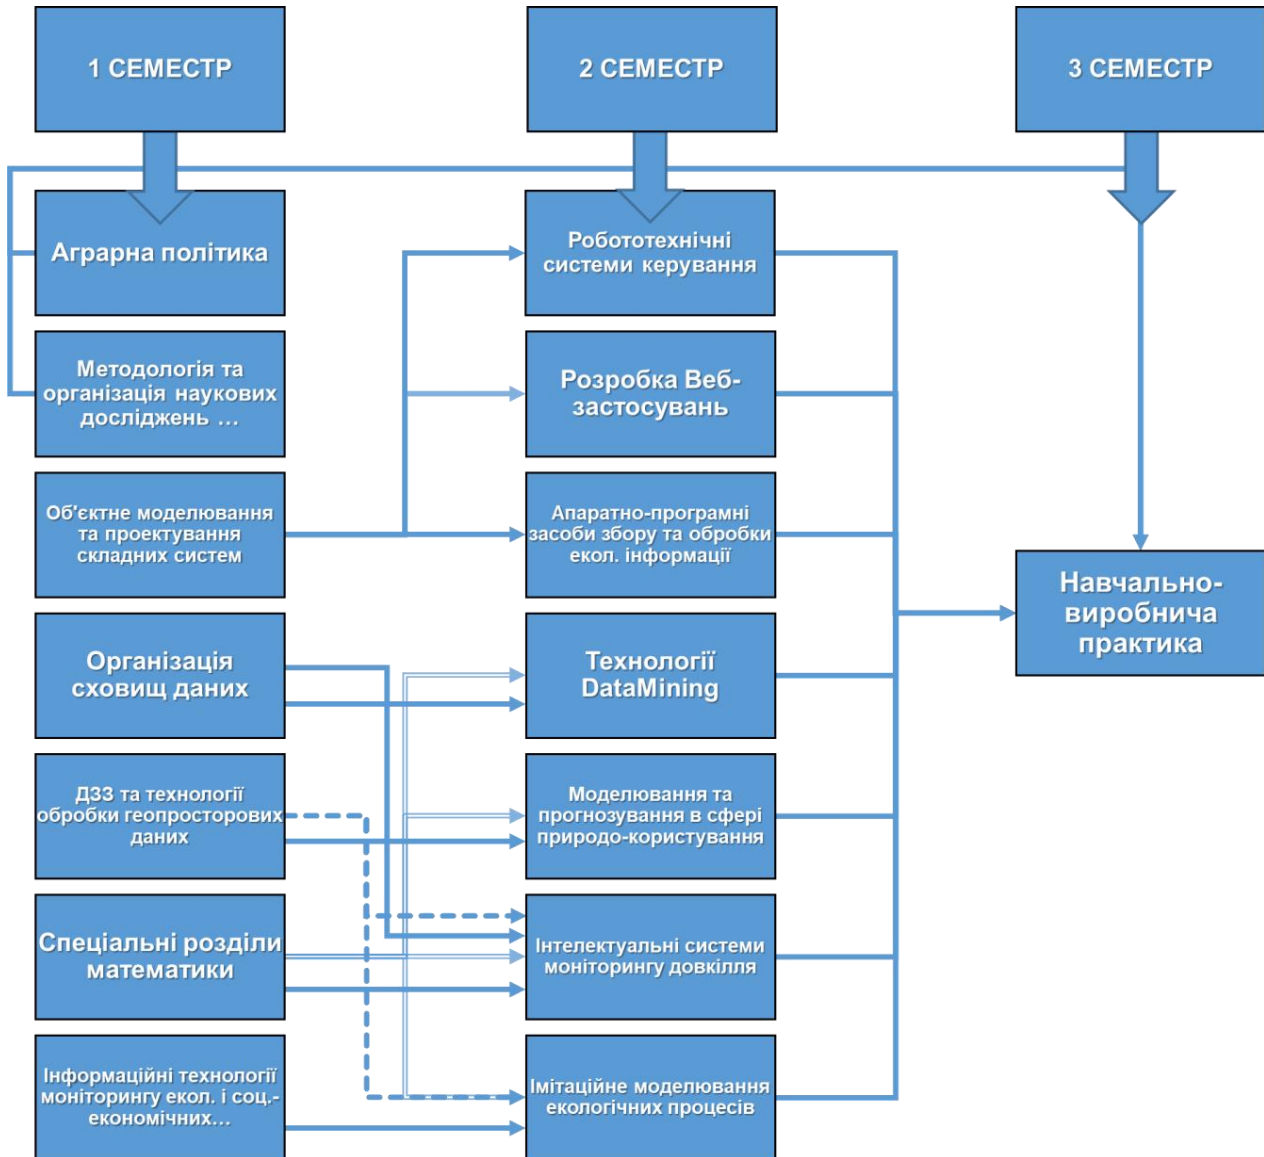 1 СЕМЕСТР
2 СЕМЕСТР
3 СЕМЕСТР
Аграрна політика
Методологія та
організація наукових
досліджень ...
Об'єктне моделювання
та проектування
складних систем
Організація
сховищ даних
ДЗЗ та технології
обробки геопросторових
даних
Спеціальні розділи
математики
Інформаційні технології
моніторингу екол. і соц.-
економічних...
Робототехнічні
системи керування
Розробка Веб-
застосувань
Апаратно-програмні
засоби збору та обробки
екол. інформації
Технології
DataMining
Моделювання та
прогнозування в сфері
природо-користування
Інтелектуальні системи
моніторингу довкілля
Імітаційне моделювання
екологічних процесів
Навчально-
виробнича
практика